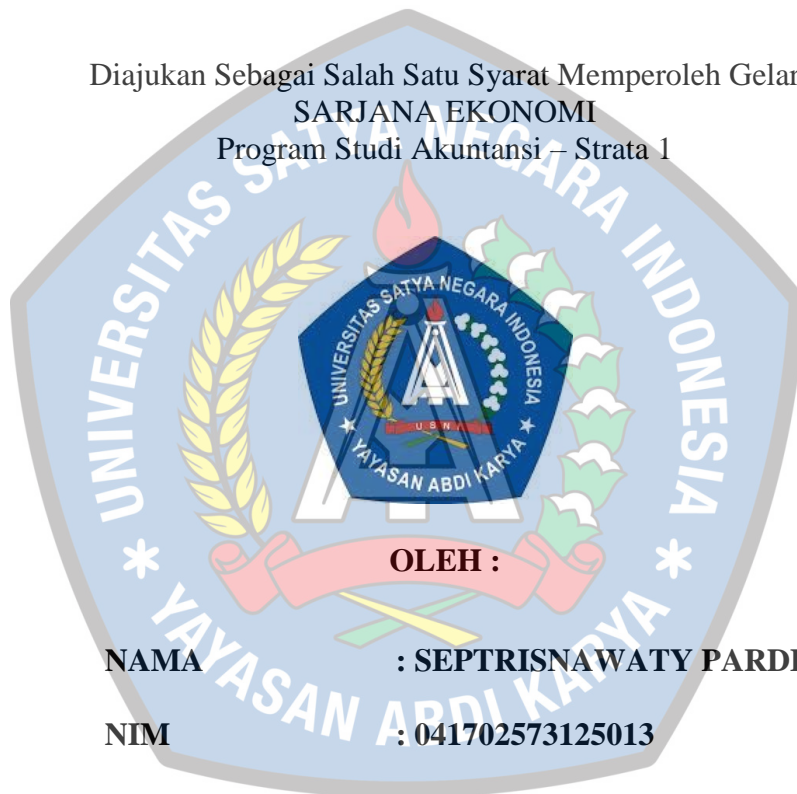 Diajukan Sebagai Salah Satu Syarat Memperoleh Gelar
SARJANA EKONOMI
Program Studi Akuntansi – Strata 1
UNIVERSITAS SATYA NEGARA INDONESIA
UNIVERSITAS SATYA NEGARA INDONESIA
U S N I
YAYASAN ABDI KARYA
OLEH :
NAMA : SEPTRISNAWATY
NIM : 041702573125013
YAYASAN ABDI KARYA